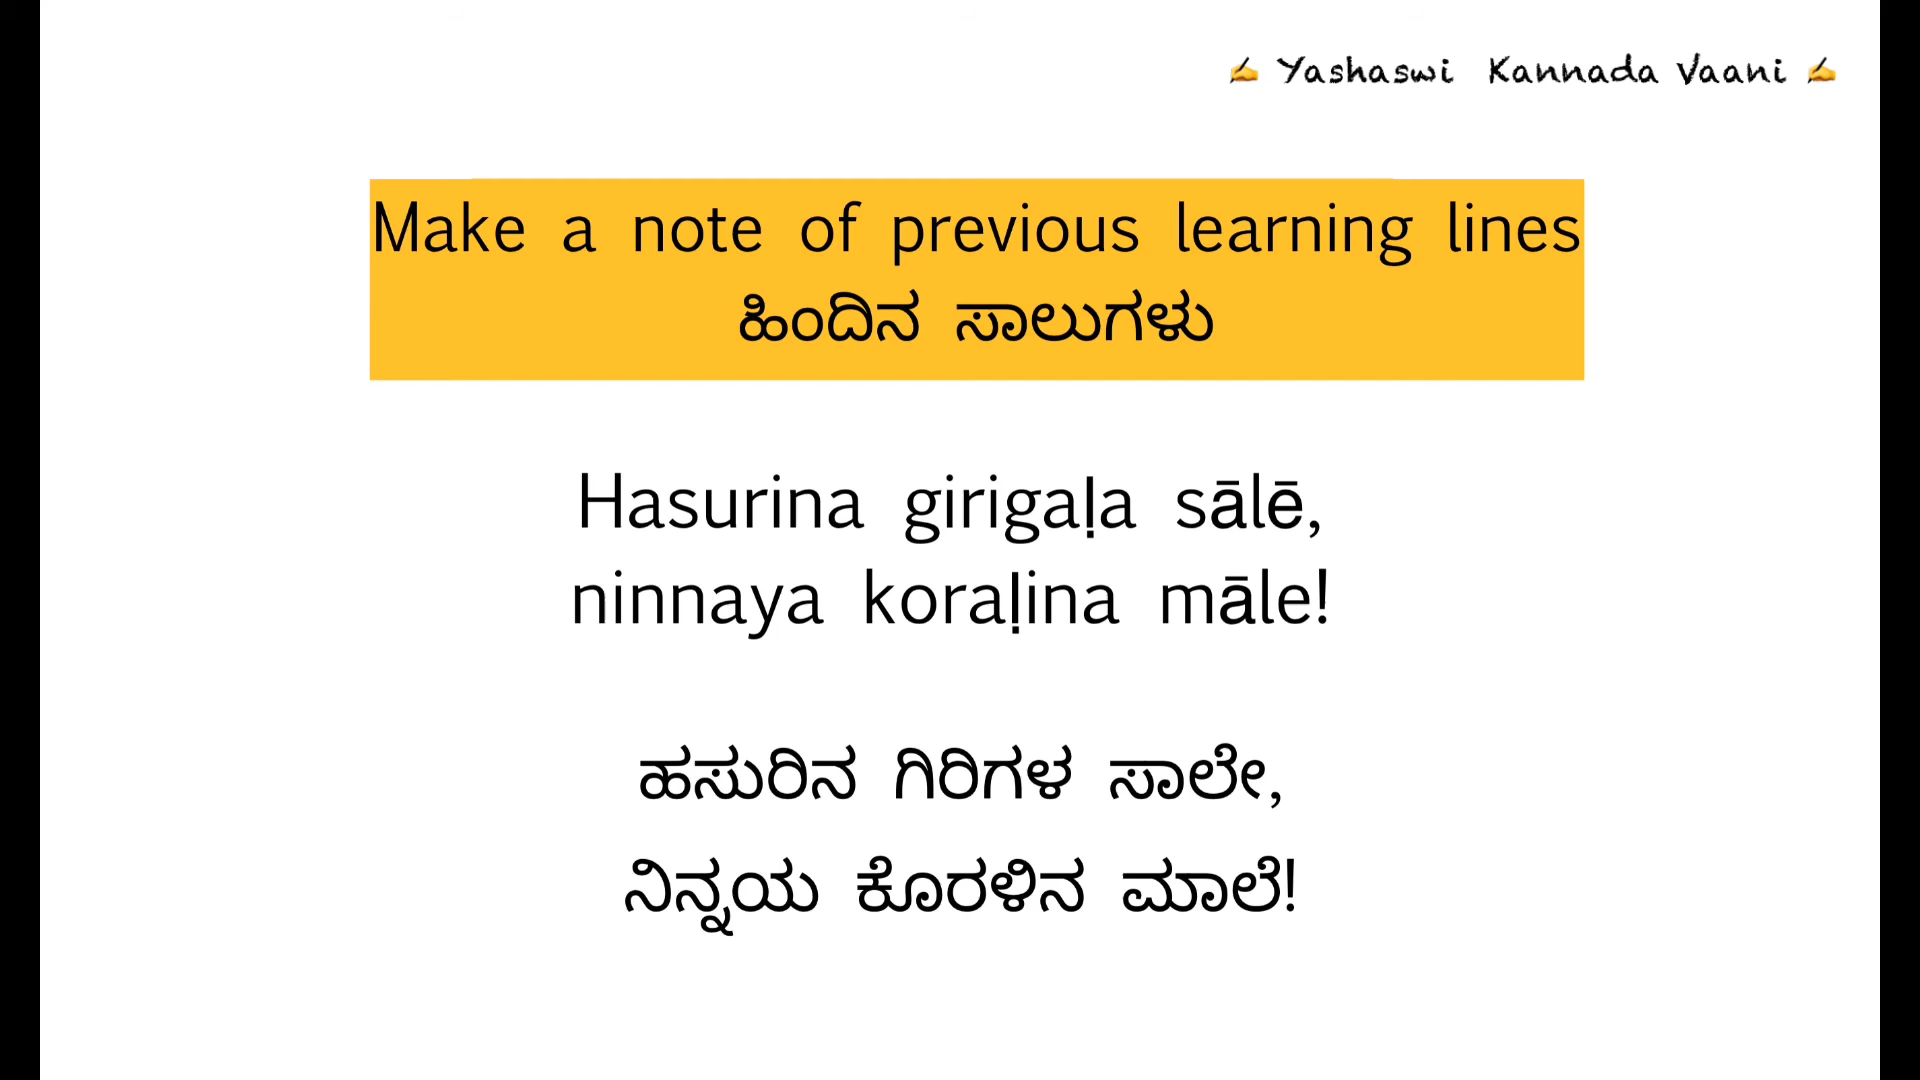 ✍ Yashaswi Kannada Vaani ✍
Make a note of previous learning lines
ಹಿಂದಿನ ಸಾಲುಗಳು
Hasurina girigaḷa sālē,
ninnaya koraḷina māle!
ಹಸುರಿನ ಗಿರಿಗಳ ಸಾಲೇ,
ನಿನ್ನಯ ಕೊರಳಿನ ಮಾಲೆ!